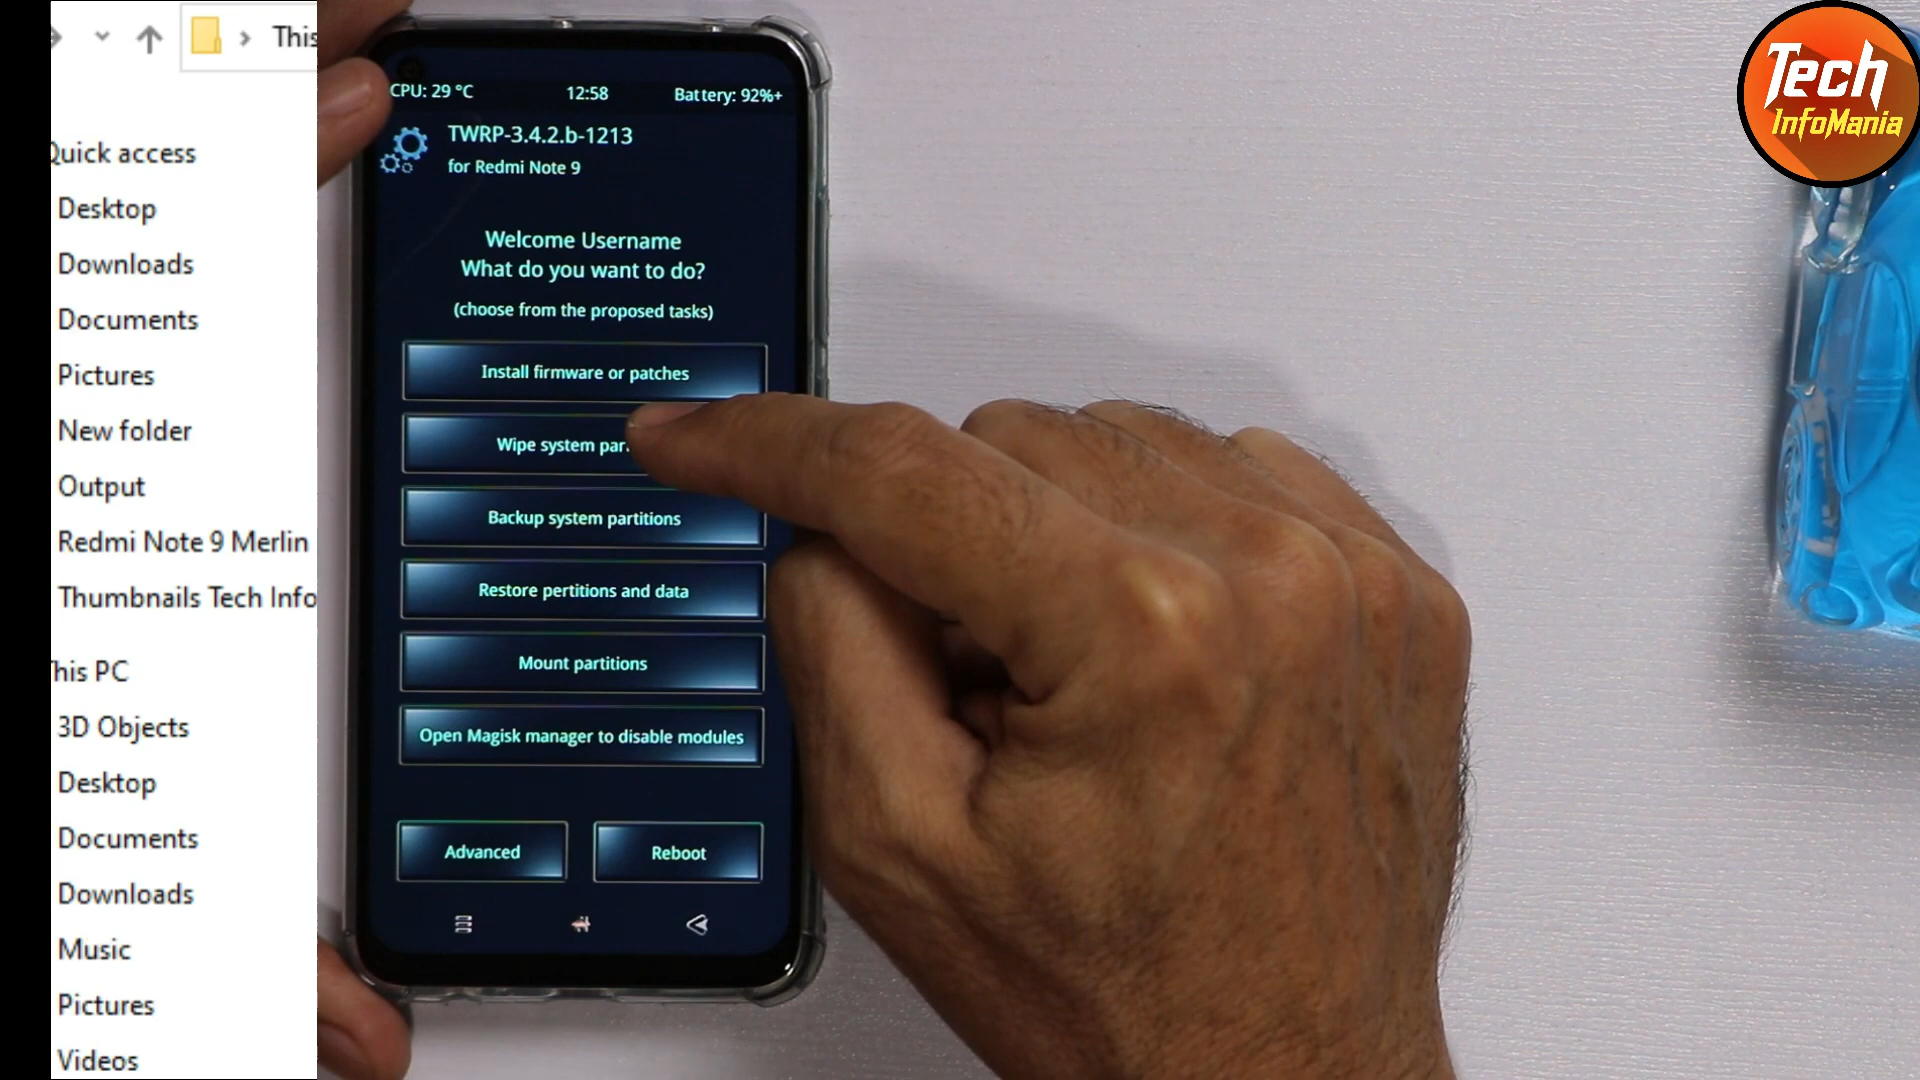 This
Quick access
Desktop
Downloads
Documents
Pictures
New folder
Output
Redmi Note 9 Merlin
Thumbnails Tech Info
This PC
3D Objects
Desktop
Documents
Downloads
Music
Pictures
Videos
CPU: 29 °C 12:58 Battery: 92%+
TWRP-3.4.2.b-1213
for Redmi Note 9
Welcome Username
What do you want to do?
(choose from the proposed tasks)
Install firmware or patches
Wipe system par
Backup system partitions
Restore pertitions and data
Mount partitions
Open Magisk manager to disable modules
Advanced Reboot
Tech
InfoMania